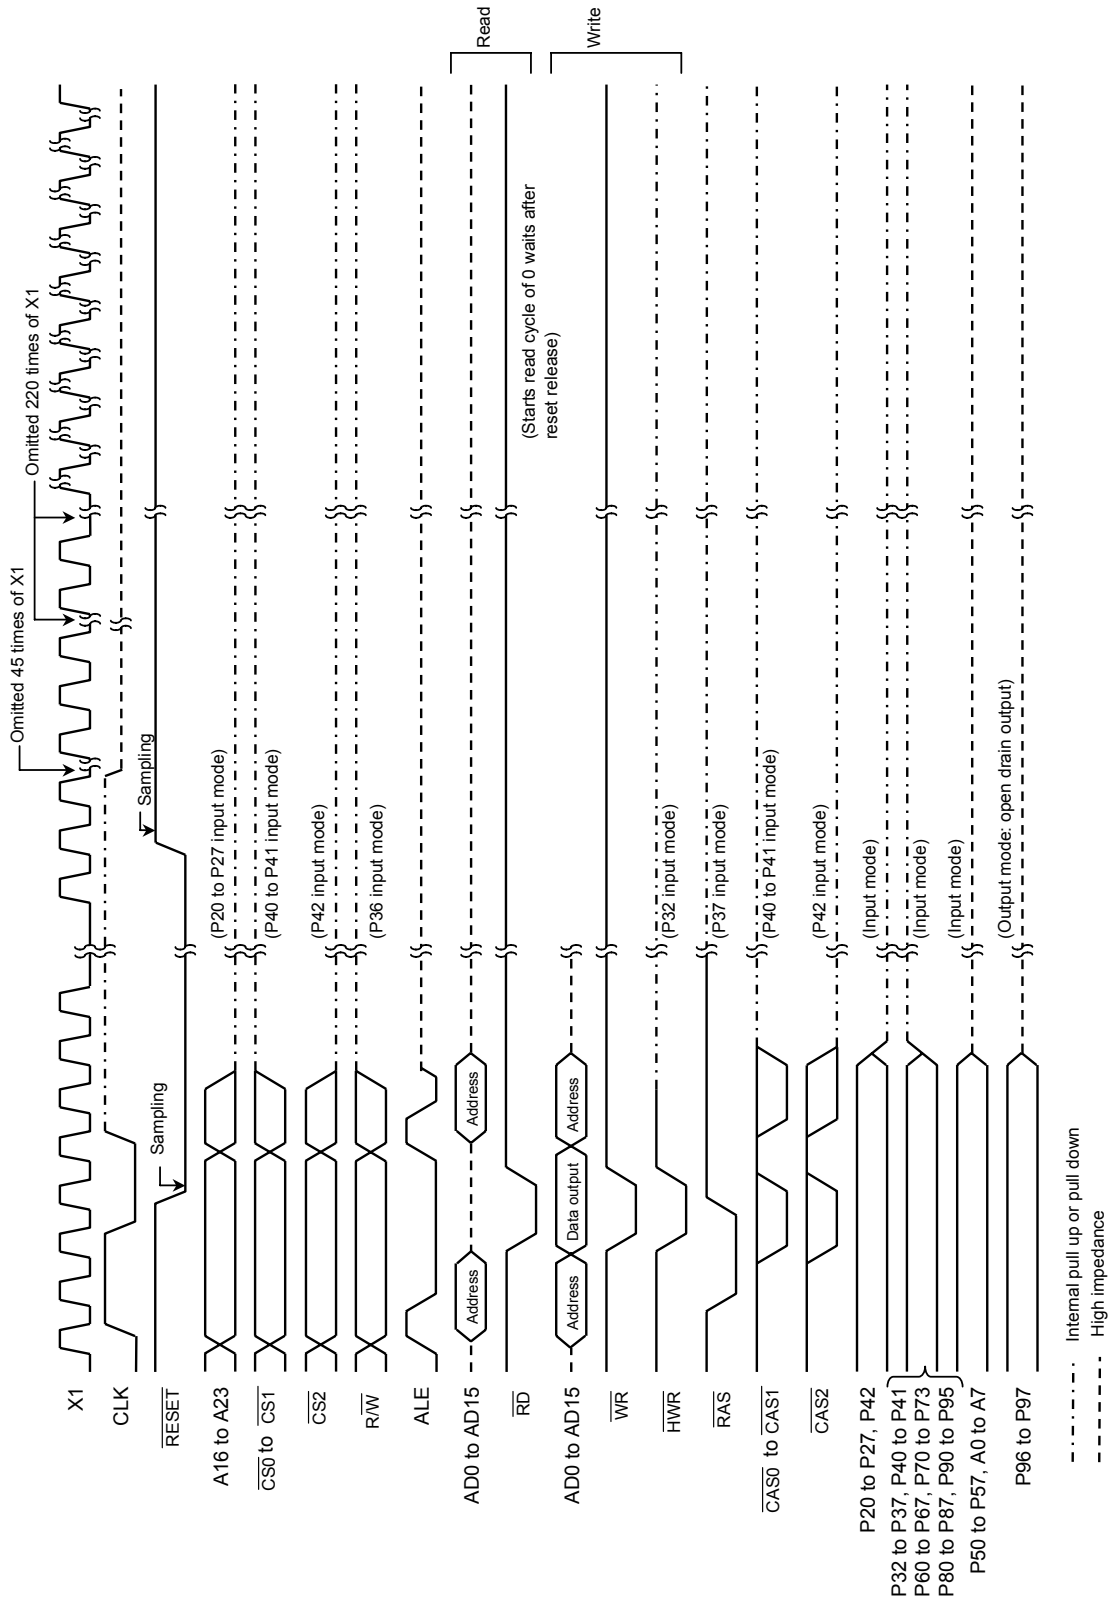 Omitted 45 times of X1
Omitted 220 times of X1
X1
CLK
RESET
Sampling
Sampling
A16 to A23
(P20 to P27 input mode)
CS0 to CS1
(P40 to P41 input mode)
CS2
(P42 input mode)
R/W
(P36 input mode)
ALE
AD0 to AD15
Address
Address
Read
RD
(Starts read cycle of 0 waits after
reset release)
AD0 to AD15
Address
Data output
Address
Write
WR
HWR
(P32 input mode)
RAS
(P37 input mode)
CAS0 to CAS1
(P40 to P41 input mode)
CAS2
(P42 input mode)
P20 to P27, P42
(Input mode)
P32 to P37, P40 to P41
P60 to P67, P70 to P73
P80 to P87, P90 to P95
(Input mode)
P50 to P57, A0 to A7
(Input mode)
P96 to P97
(Output mode: open drain output)
Internal pull up or pull down
High impedance